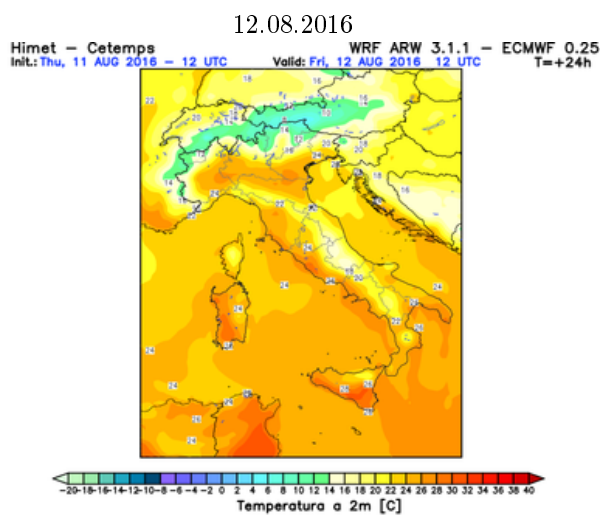 12.08.2016
Himet – Cetemps WRF ARW 3.1.1 – ECMWF 0.25
Init.: Thu, 11 AUG 2016 – 12 UTC Valid: Fri, 12 AUG 2016 12 UTC T=+24h
-20 -18 -16 -14 -12 -10 -8 -6 -4 -2 0 2 4 6 8 10 12 14 16 18 20 22 24 26 28 30 32 34 36 38 40
Temperatura a 2m [C]